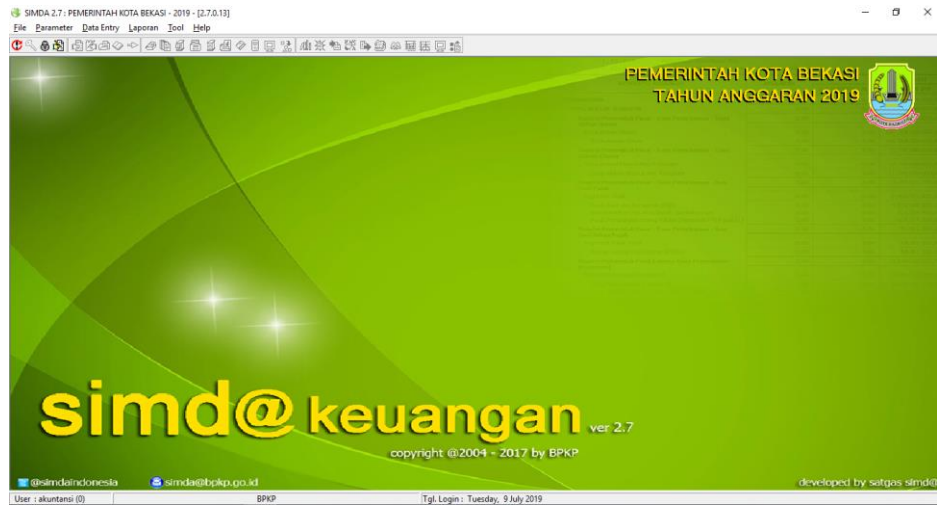 SIMDA 2.7 : PEMERINTAH KOTA BEKASI - 2019 - [2.7.0.13]
File Parameter Data Entry Laporan Tool Help
PEMERINTAH KOTA BEKASI
TAHUN ANGGARAN 2019
simd@ keuangan ver 2.7
copyright @2004 - 2017 by BPKP
@simdaindonesia simda@bpkp.go.id developed by satgas simd@
User : akuntansi (0) BPKP Tgl. Login : Tuesday, 9 July 2019